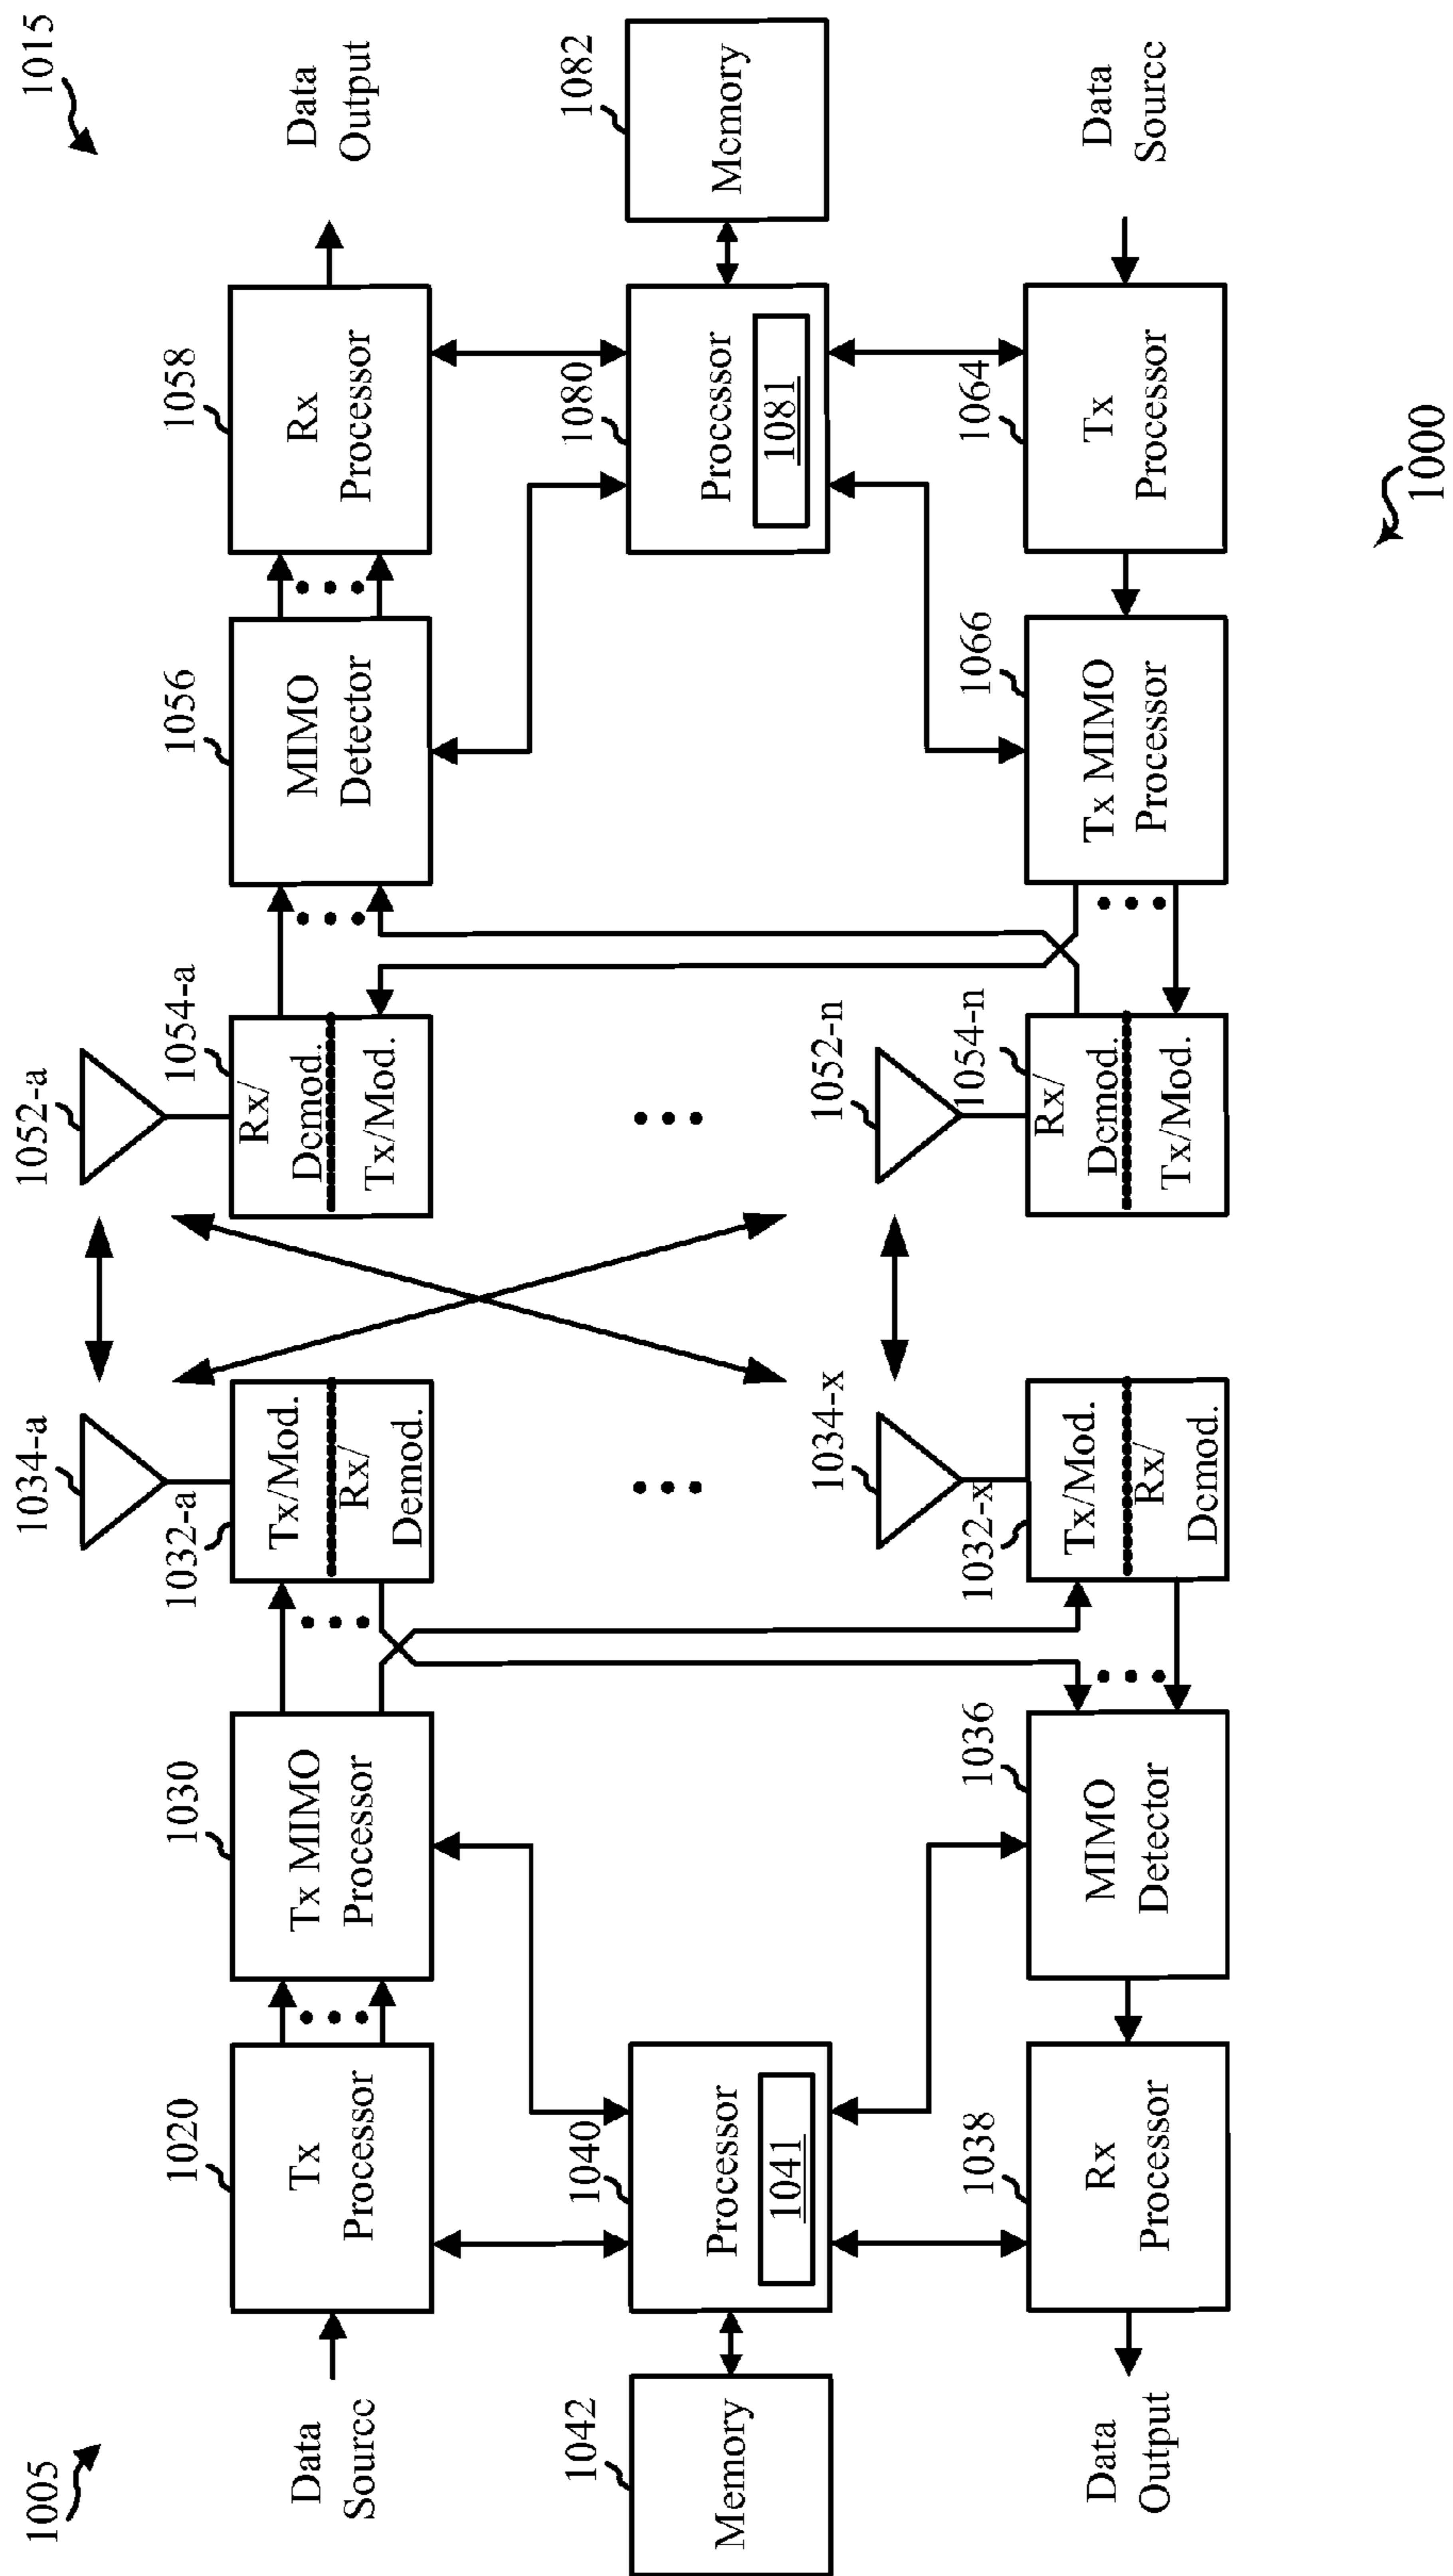 1005
1015
1034-a
1052-a
1020
1030
1032-a
1054-a
1056
1058
Data
Source
Tx
Processor
Tx MIMO
Processor
Tx/Mod.
Rx/
Demod.
Rx/
Demod.
Tx/Mod.
MIMO
Detector
Rx
Processor
Data
Output
1042
Memory
1040
Processor
1041
1080
Processor
1081
1082
Memory
1034-x
1052-n
1038
1036
1032-x
1054-n
1066
1064
Data
Output
Rx
Processor
MIMO
Detector
Tx/Mod.
Rx/
Demod.
Rx/
Demod.
Tx/Mod.
Tx MIMO
Processor
Tx
Processor
Data
Source
1000